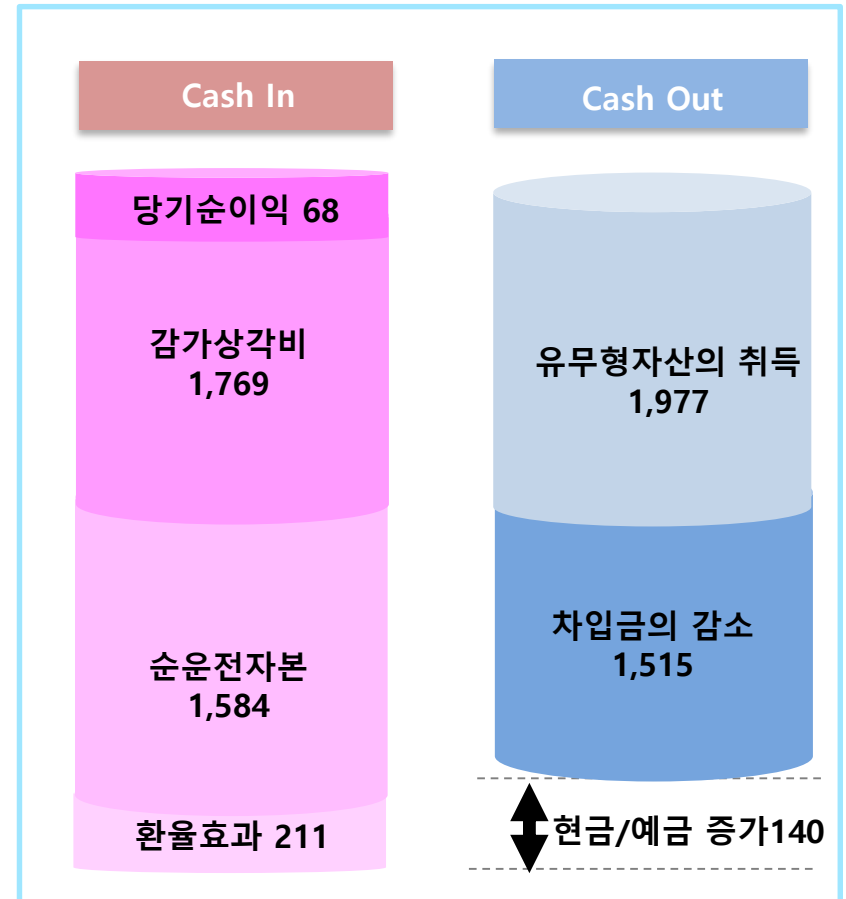 Cash In
당기순이익 68
감가상각비
1,769
순운전자본
1,584
환율효과 211
Cash Out
유무형자산의 취득
1,977
차입금의 감소
1,515
현금/예금 증가140